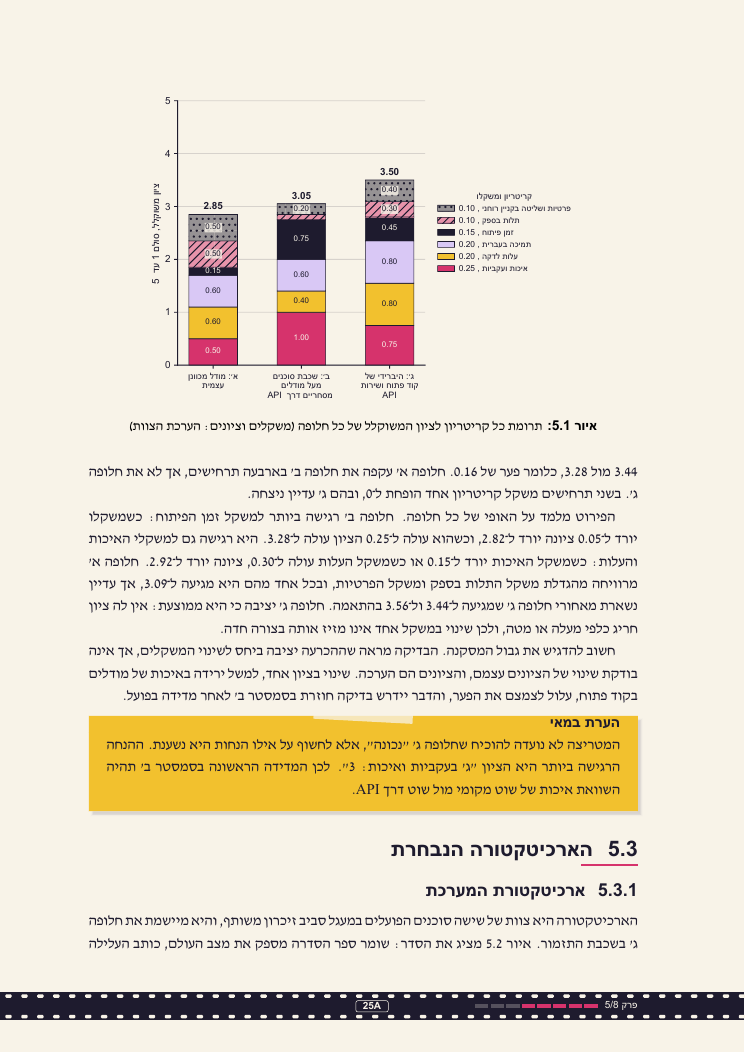 5
4
3
2
1
0
ציון משוקלל, סולם 1 עד 5
2.85
0.50
0.50
0.15
0.60
0.60
0.50
3.05
0.20
0.75
0.60
0.40
1.00
3.50
0.40
0.30
0.45
0.80
0.80
0.75
א׳: מודל מכוונן
עצמית
ב׳: שכבת סוכנים
מעל מודלים
מסחריים דרך API
ג׳: היברידי של
קוד פתוח ושירות
API
קריטריון ומשקלו
פרטיות ושליטה בקניין רוחני , 0.10
תלות בספק , 0.10
זמן פיתוח , 0.15
תמיכה בעברית , 0.20
עלות לדקה , 0.20
איכות ועקביות , 0.25
איור 5.1: תרומת כל קריטריון לציון המשוקלל של כל חלופה (משקלים וציונים: הערכת הצוות)
3.44 מול 3.28, כלומר פער של 0.16. חלופה א׳ עקפה את חלופה ב׳ בארבעה תרחישים, אך לא את חלופה
ג׳. בשני תרחישים משקל קריטריון אחד הופחת ל־0, ובהם ג׳ עדיין ניצחה.
הפירוט מלמד על האופי של כל חלופה. חלופה ב׳ רגישה ביותר למשקל זמן הפיתוח: כשמשקלו
יורד ל־0.05 ציונה יורד ל־2.82, וכשהוא עולה ל־0.25 הציון עולה ל־3.28. היא רגישה גם למשקלי האיכות
והעלות: כשמשקל האיכות יורד ל־0.15 או כשמשקל העלות עולה ל־0.30, ציונה יורד ל־2.92. חלופה א׳
מרוויחה מהגדלת משקל התלות בספק ומשקל הפרטיות, ובכל אחד מהם היא מגיעה ל־3.09, אך עדיין
נשארת מאחורי חלופה ג׳ שמגיעה ל־3.44 ול־3.56 בהתאמה. חלופה ג׳ יציבה כי היא ממוצעת: אין לה ציון
חריג כלפי מעלה או מטה, ולכן שינוי במשקל אחד אינו מזיז אותה בצורה חדה.
חשוב להדגיש את גבול המסקנה. הבדיקה מראה שההכרעה יציבה ביחס לשינוי המשקלים, אך אינה
בודקת שינוי של הציונים עצמם, והציונים הם הערכה. שינוי בציון אחד, למשל ירידה באיכות של מודלים
בקוד פתוח, עלול לצמצם את הפער, והדבר יידרש בדיקה חוזרת בסמסטר ב׳ לאחר מדידה בפועל.
הערת במאי
המטריצה לא נועדה להוכיח שחלופה ג׳ ״נכונה״, אלא לחשוף על אילו הנחות היא נשענת. ההנחה
הרגישה ביותר היא הציון ״ג׳ בעקביות ואיכות: 3״. לכן המדידה הראשונה בסמסטר ב׳ תהיה
השוואת איכות של שוט מקומי מול שוט דרך API.
5.3 הארכיטקטורה הנבחרת
5.3.1 ארכיטקטורת המערכת
הארכיטקטורה היא צוות של שישה סוכנים הפועלים במעגל סביב זיכרון משותף, והיא מיישמת את חלופה
ג׳ בשכבת התזמור. איור 5.2 מציג את הסדר: שומר ספר הסדרה מספק את מצב העולם, כותב העלילה
פרק 5/8
25A